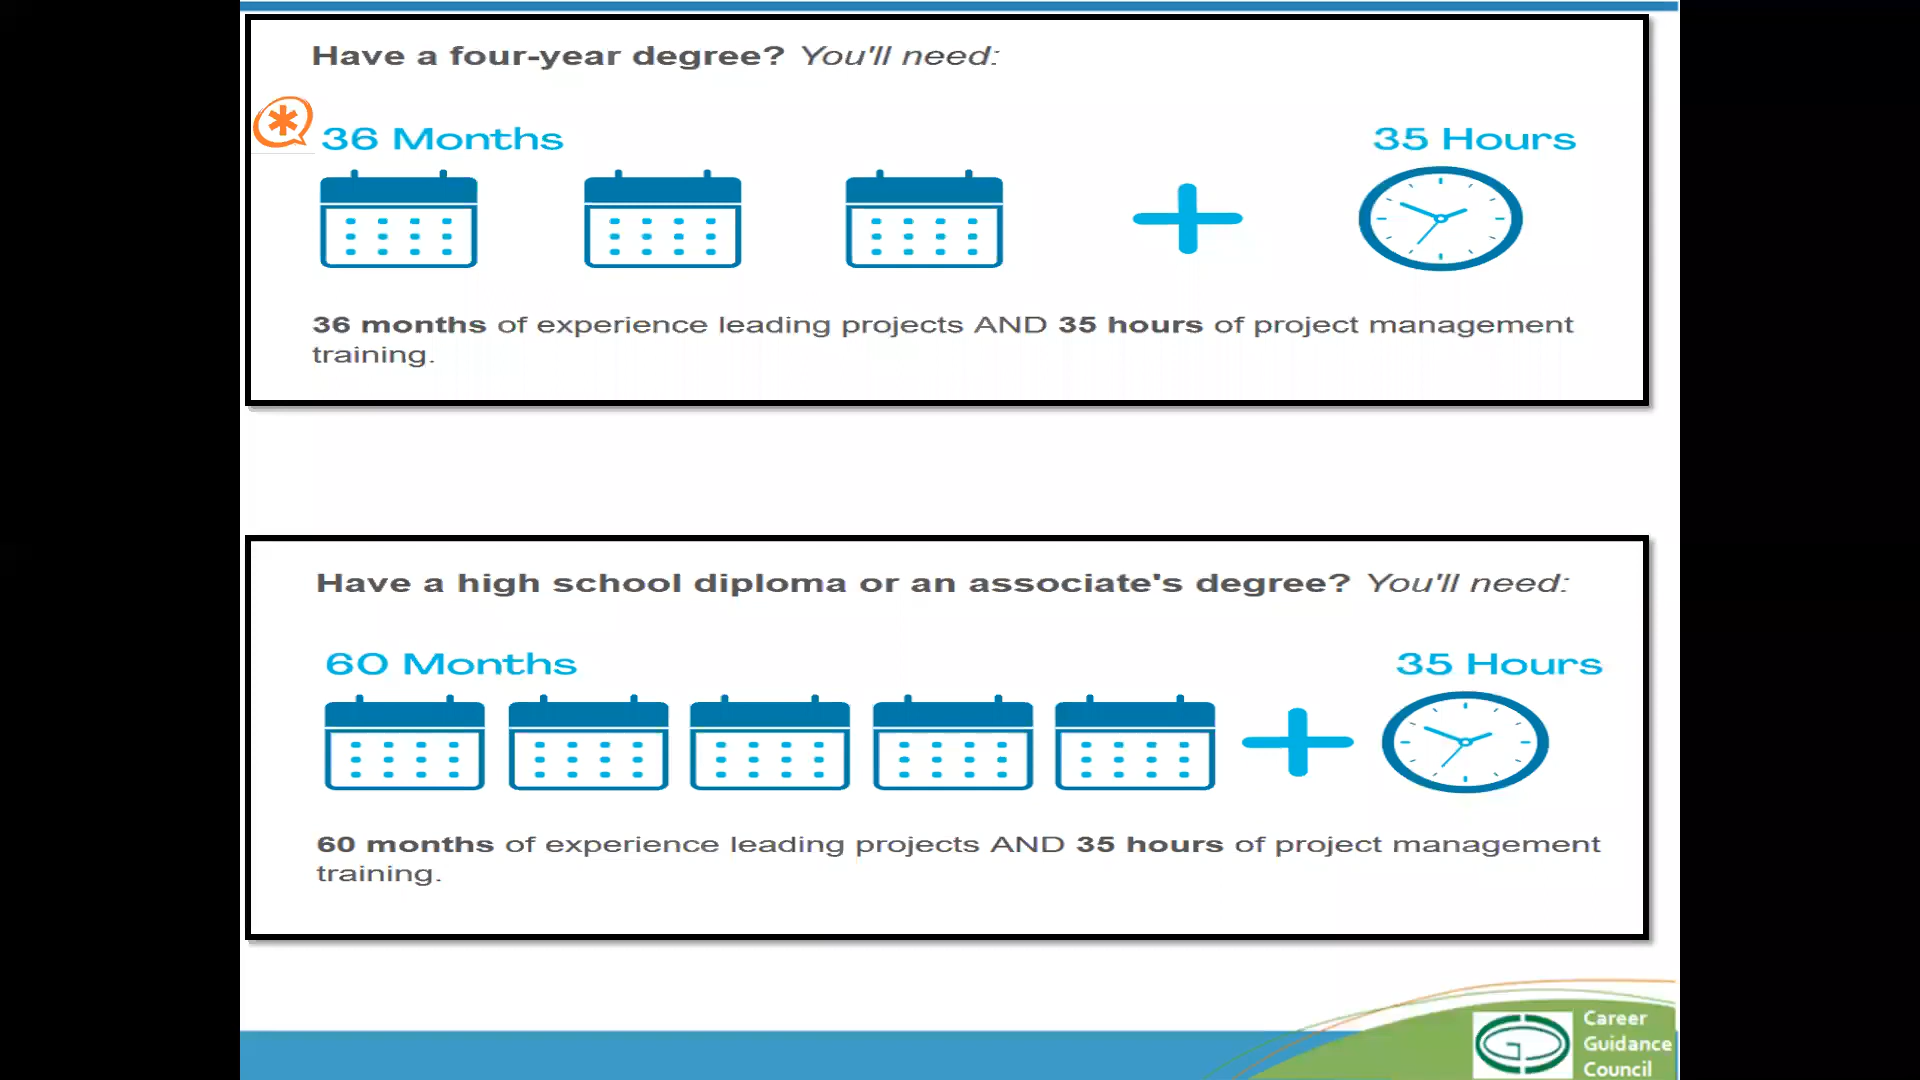 Have a four-year degree? You'll need:
36 Months
35 Hours
36 months of experience leading projects AND 35 hours of project management
training.
Have a high school diploma or an associate's degree? You'll need:
60 Months
35 Hours
60 months of experience leading projects AND 35 hours of project management
training.
Career
Guidance
Council